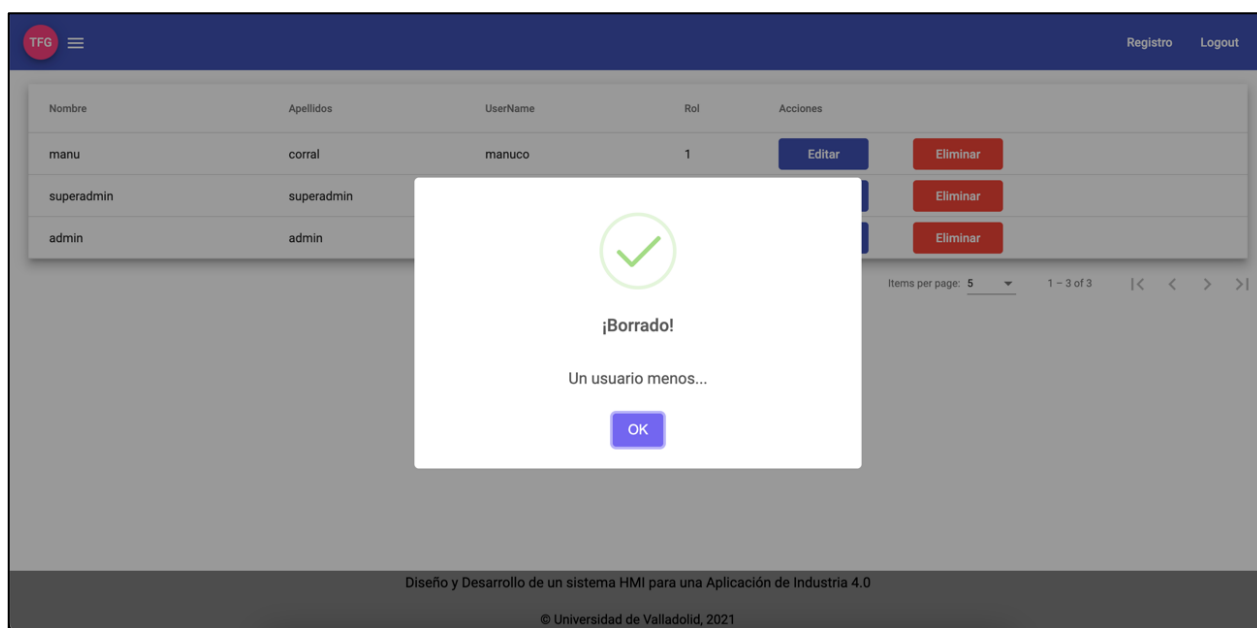 TFG Registro Logout
Nombre Apellidos UserName Rol Acciones
manu corral manuco 1 Editar Eliminar
superadmin superadmin Eliminar
admin admin Eliminar
Items per page: 5 1 – 3 of 3
¡Borrado!
Un usuario menos...
OK
Diseño y Desarrollo de un sistema HMI para una Aplicación de Industria 4.0
© Universidad de Valladolid, 2021